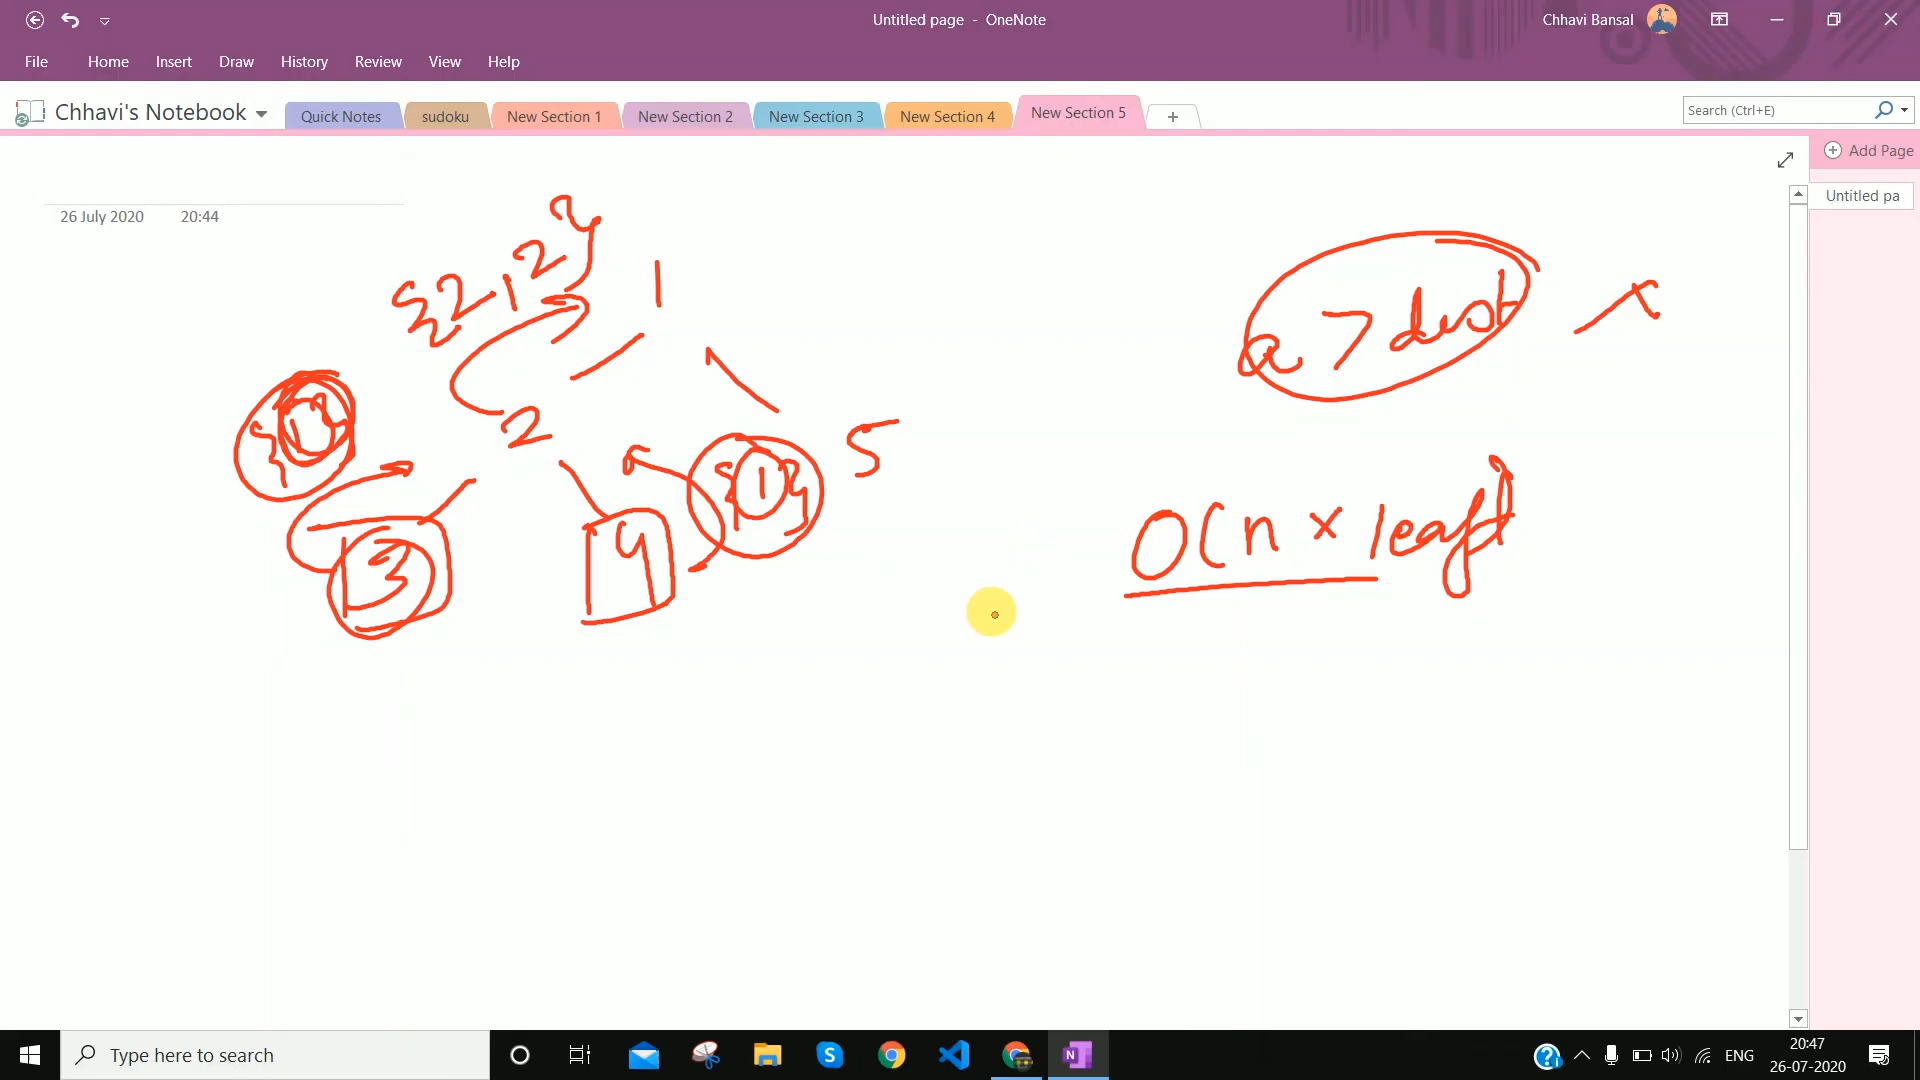 Untitled page - OneNote
Chhavi Bansal
File Home Insert Draw History Review View Help
Chhavi's Notebook
Quick Notes sudoku New Section 1 New Section 2 New Section 3 New Section 4 New Section 5 +
Search (Ctrl+E)
Add Page
Untitled pa
26 July 2020 20:44
{2,2}
1
a > dist x
2
{1}
{1}
5
3
4
O(n x leaf
Type here to search
ENG
20:47
26-07-2020